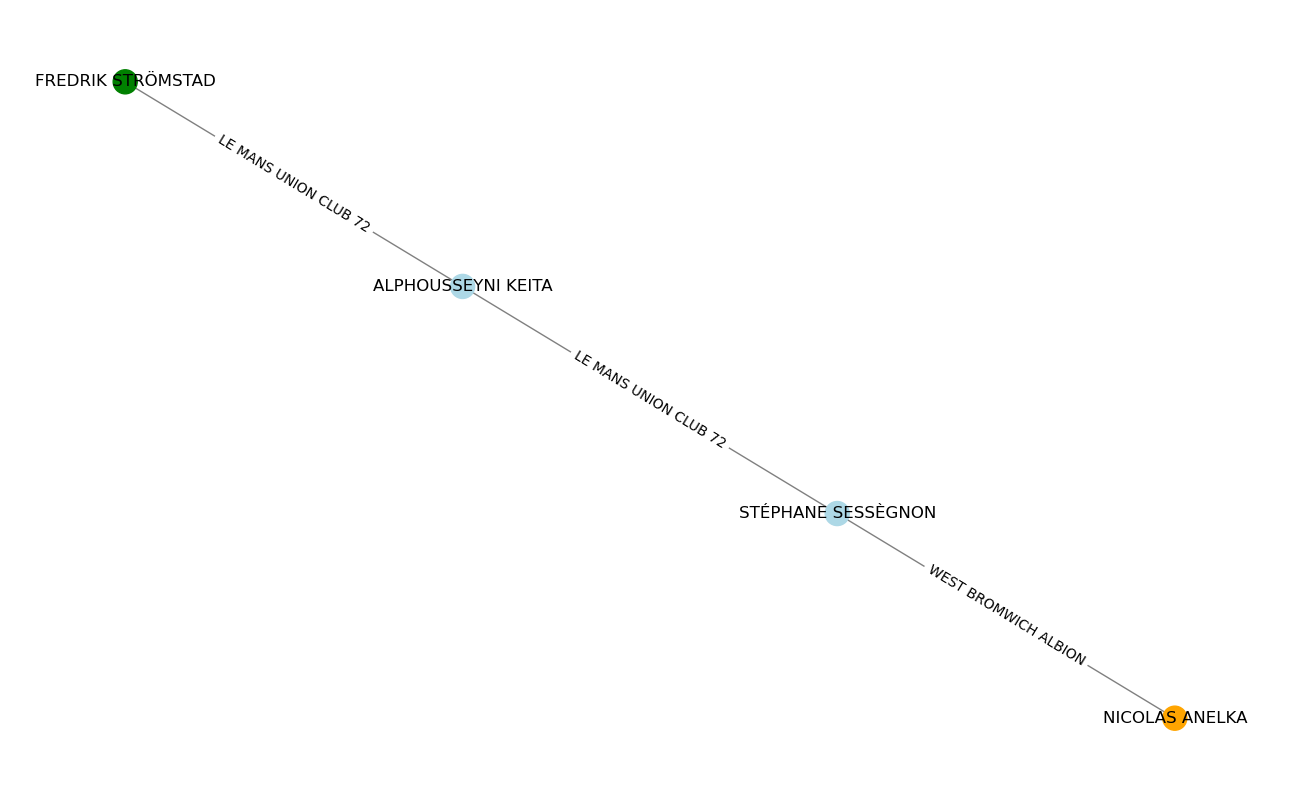 FREDRIK STRÖMSTAD
LE MANS UNION CLUB 72
ALPHOUSSEYNI KEITA
LE MANS UNION CLUB 72
STÉPHANE SESSÈGNON
WEST BROMWICH ALBION
NICOLAS ANELKA